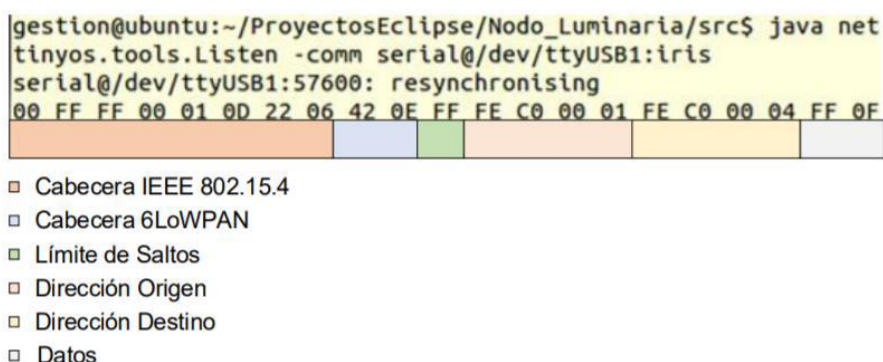 gestion@ubuntu:~/ProyectosEclipse/Nodo_Luminaria/src$ java net
tinyos.tools.Listen -comm serial@/dev/ttyUSB1:iris
serial@/dev/ttyUSB1:57600: resynchronising
00 FF FF 00 01 0D 22 06 42 0E FF FE C0 00 01 FE C0 00 04 FF 0F
Cabecera IEEE 802.15.4
Cabecera 6LoWPAN
Límite de Saltos
Dirección Origen
Dirección Destino
Datos